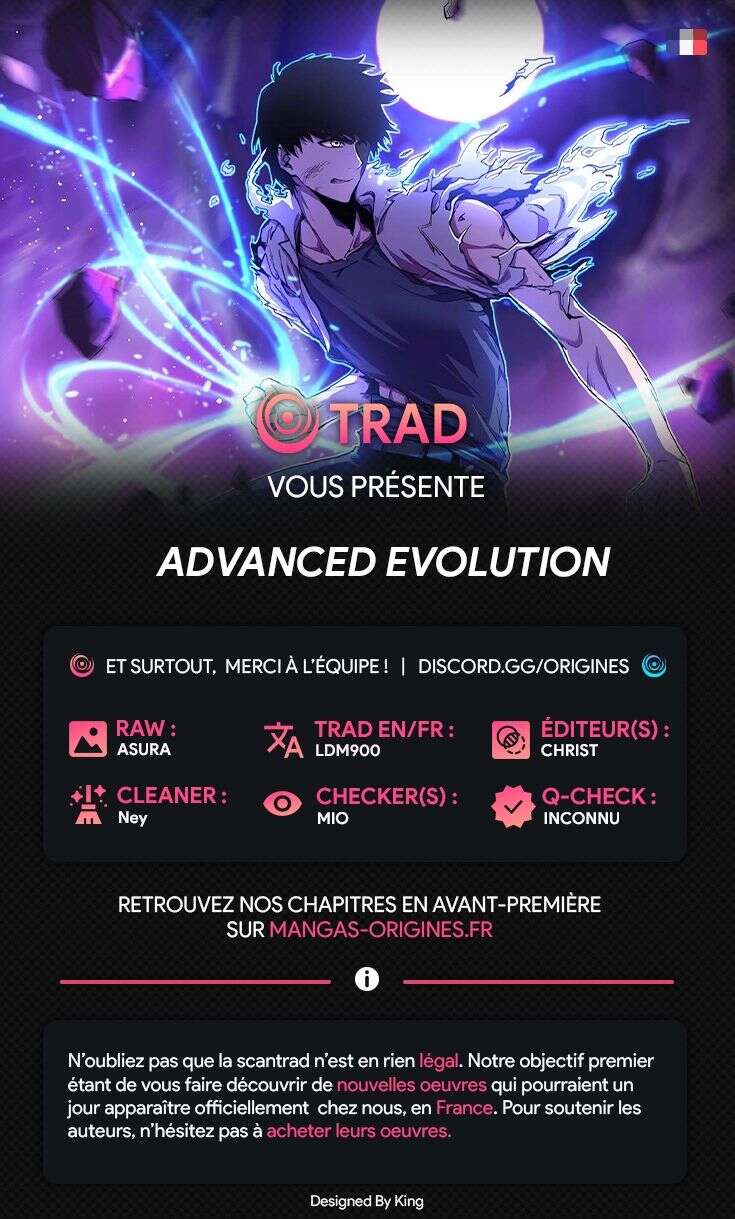 TRAD
VOUS PRÉSENTE
ADVANCED EVOLUTION
ET SURTOUT, MERCI À L'ÉQUIPE ! | DISCORD.GG/ORIGINES
RAW :
ASURA
TRAD EN/FR :
LDM900
ÉDITEUR(S) :
CHRIST
CLEANER :
Ney
CHECKER(S) :
MIO
Q-CHECK :
INCONNU
RETROUVEZ NOS CHAPITRES EN AVANT-PREMIÈRE
SUR MANGAS-ORIGINES.FR
N'oubliez pas que la scantrad n'est en rien légal. Notre objectif premier
étant de vous faire découvrir de nouvelles oeuvres qui pourraient un
jour apparaître officiellement chez nous, en France. Pour soutenir les
auteurs, n'hésitez pas à acheter leurs oeuvres.
Designed By King